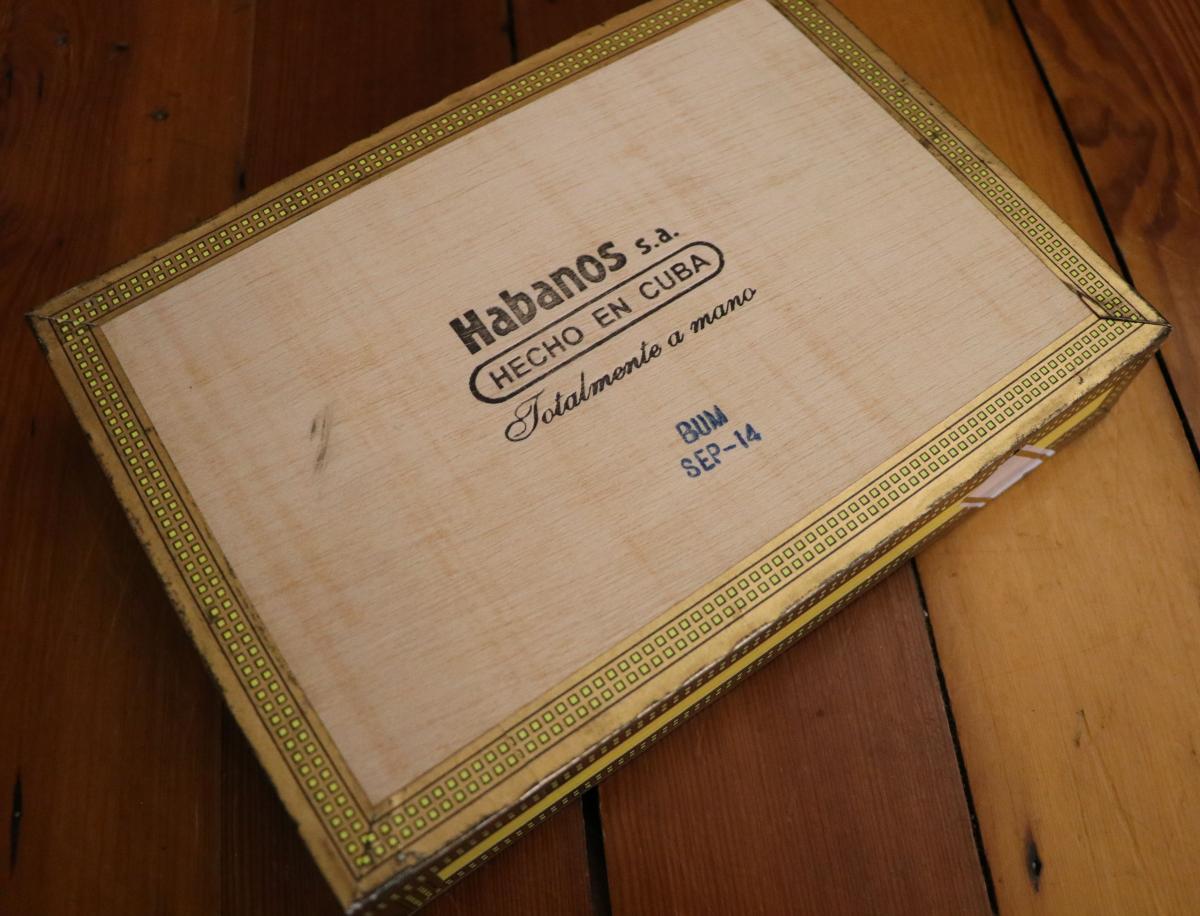 Habanos s.a.
HECHO EN CUBA
Totalmente a mano
BUM
SEP-14